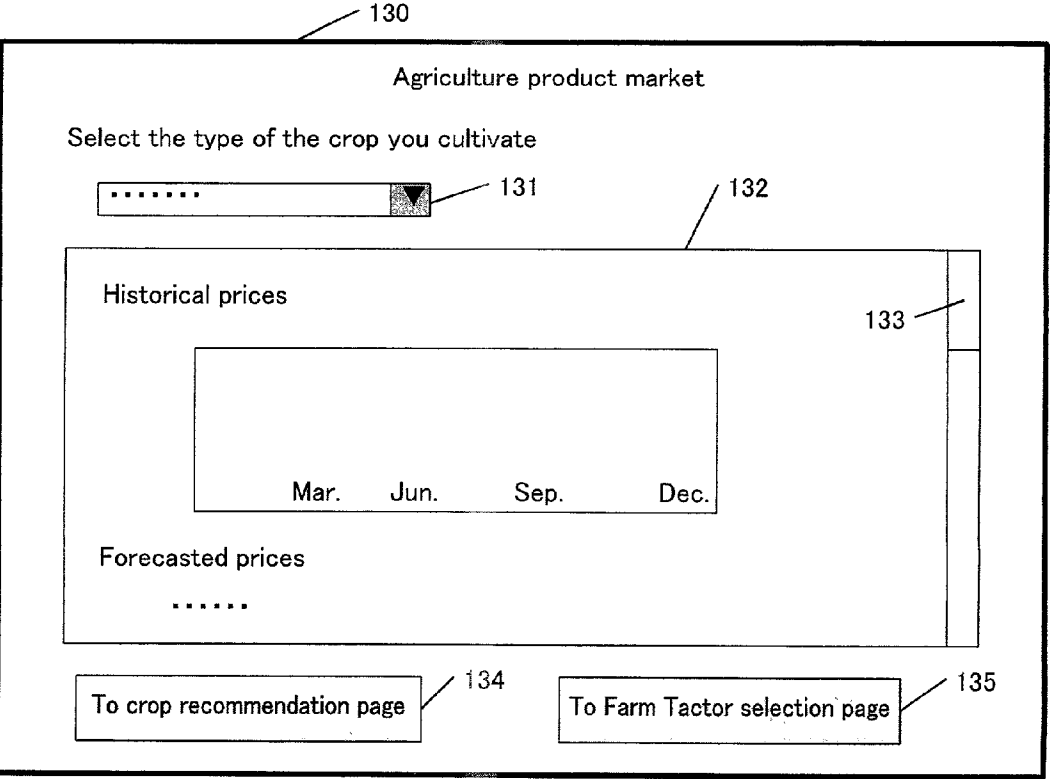 130
Agriculture product market
Select the type of the crop you cultivate
.......
131
132
Historical prices
133
Mar. Jun. Sep. Dec.
Forecasted prices
......
134
135
To crop recommendation page
To Farm Tactor selection page